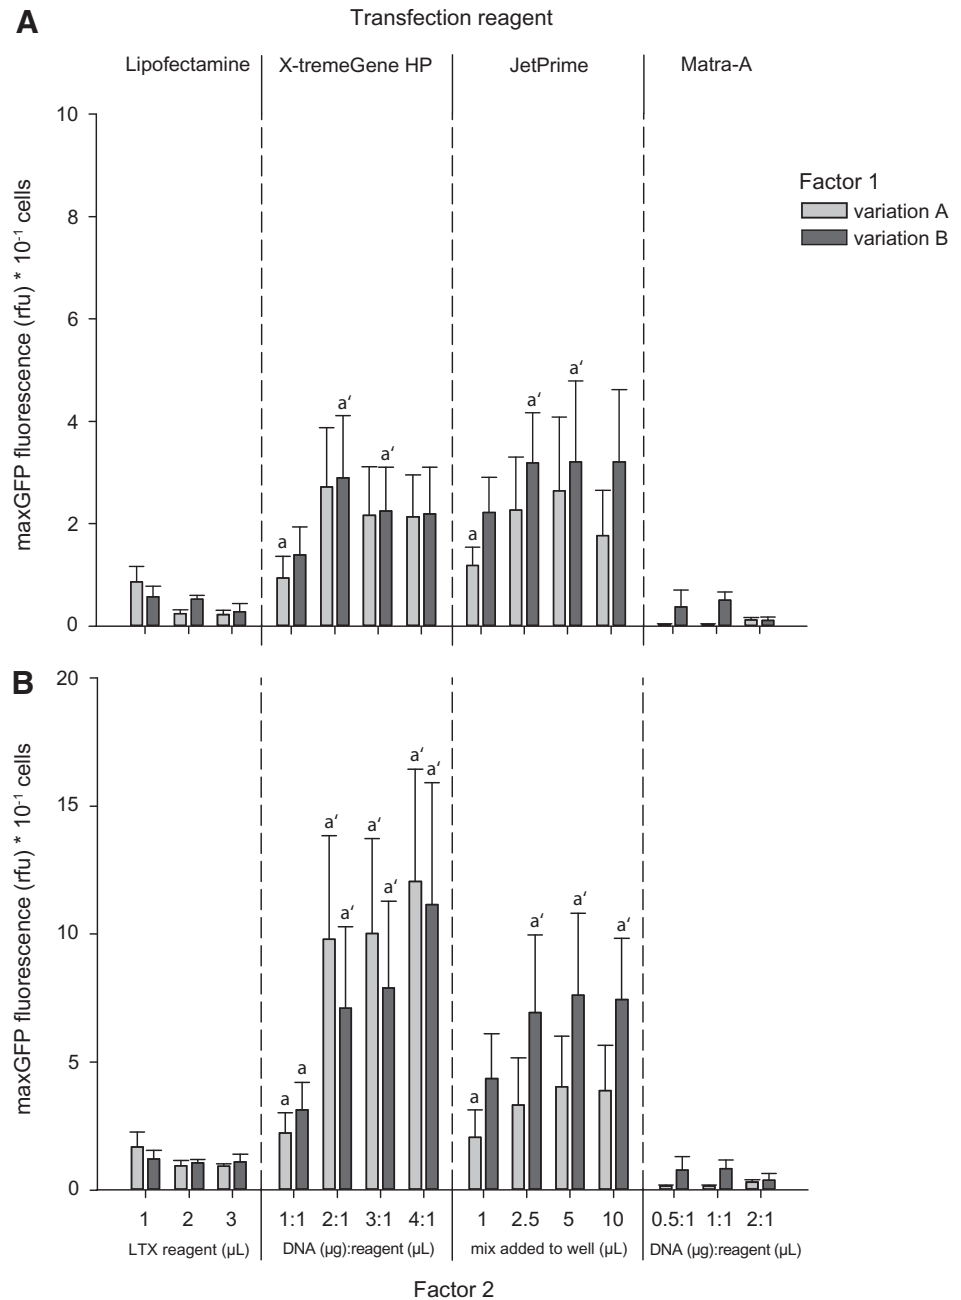 A
Transfection reagent
Lipofectamine X-tremeGene HP JetPrime Matra-A
10
8
6
4
2
0
maxGFP fluorescence (rfu) * 10⁻¹ cells
Factor 1
variation A
variation B
a a‘ a‘ a a‘ a‘
B
20
15
10
5
0
maxGFP fluorescence (rfu) * 10⁻¹ cells
a a a‘ a‘ a‘ a‘ a‘ a‘ a a‘ a‘ a‘
1 2 3 1:1 2:1 3:1 4:1 1 2.5 5 10 0.5:1 1:1 2:1
LTX reagent (µL) DNA (µg):reagent (µL) mix added to well (µL) DNA (µg):reagent (µL)
Factor 2